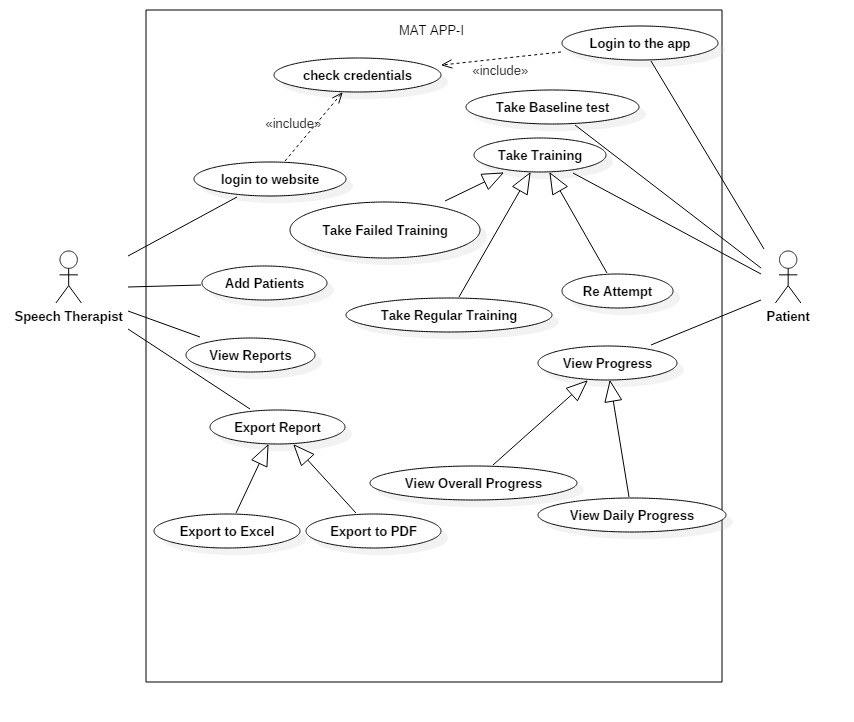 MAT APP-I
Login to the app
check credentials
«include»
Take Baseline test
«include»
Take Training
login to website
Take Failed Training
Add Patients
Re Attempt
Speech Therapist
Take Regular Training
Patient
View Reports
View Progress
Export Report
View Overall Progress
View Daily Progress
Export to Excel
Export to PDF